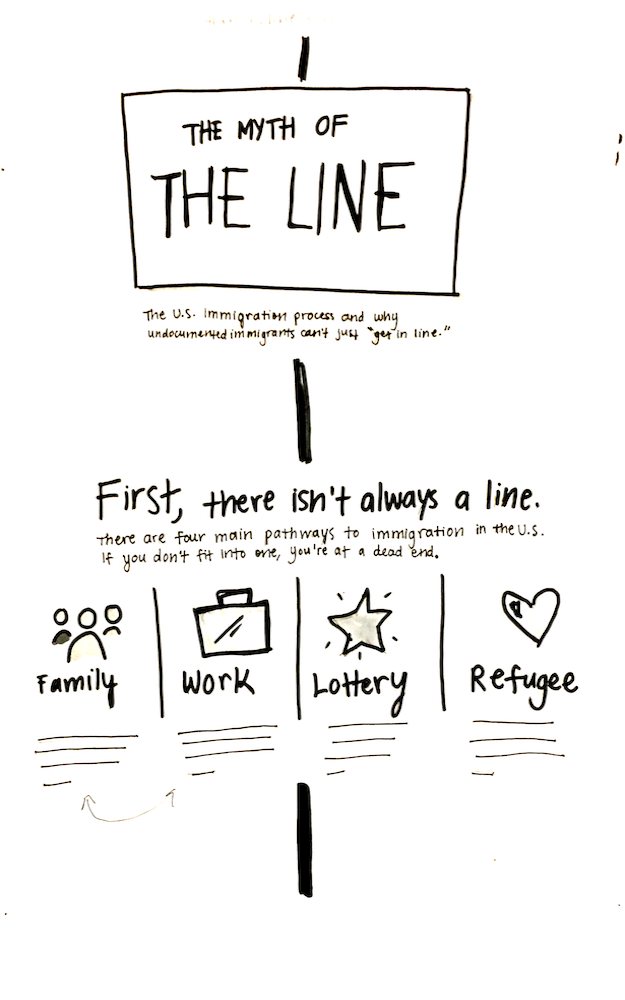 THE MYTH OF
THE LINE
The U.S. immigration process and why
undocumented immigrants can't just "get in line."
First, there isn't always a line.
There are four main pathways to immigration in the U.S.
If you don't fit into one, you're at a dead end.
Family
Work
Lottery
Refugee